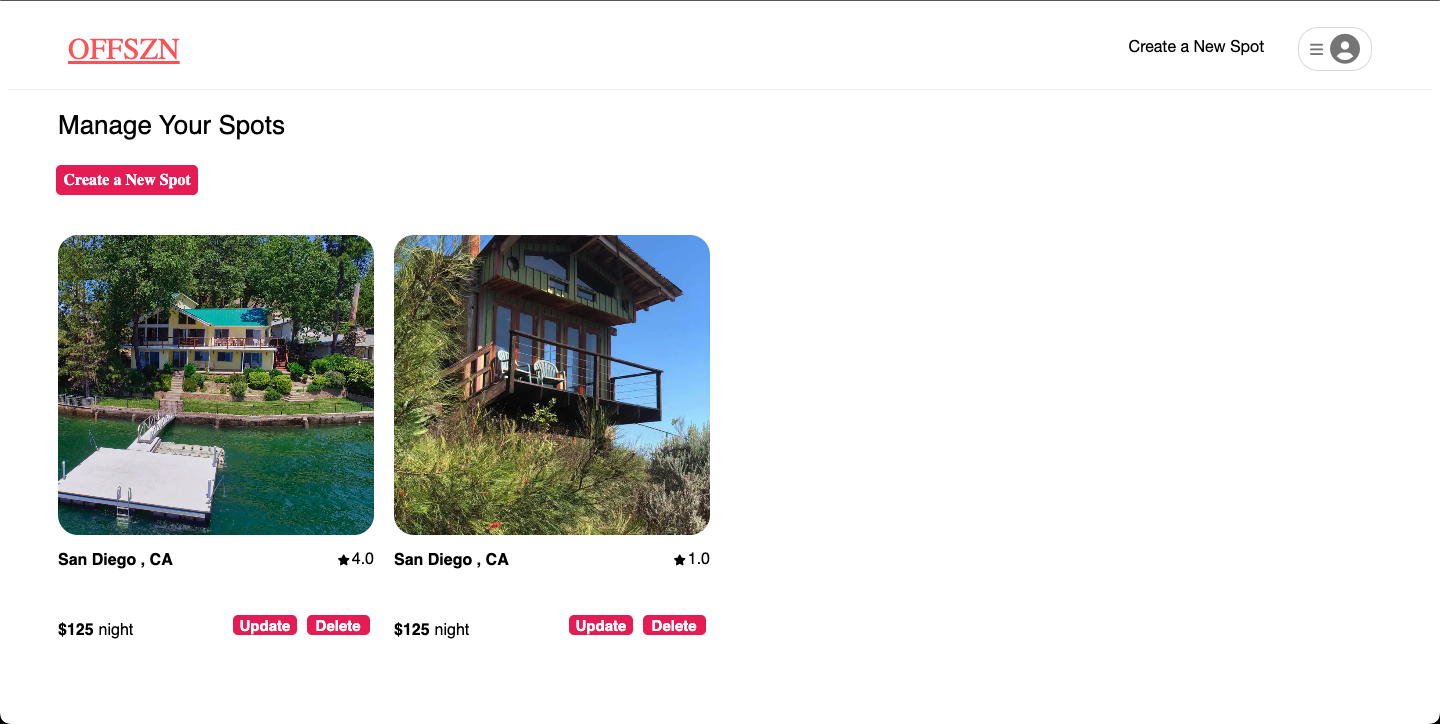 OFFSZN
Create a New Spot
Manage Your Spots
Create a New Spot
San Diego , CA
4.0
San Diego , CA
1.0
$125 night
Update
Delete
$125 night
Update
Delete